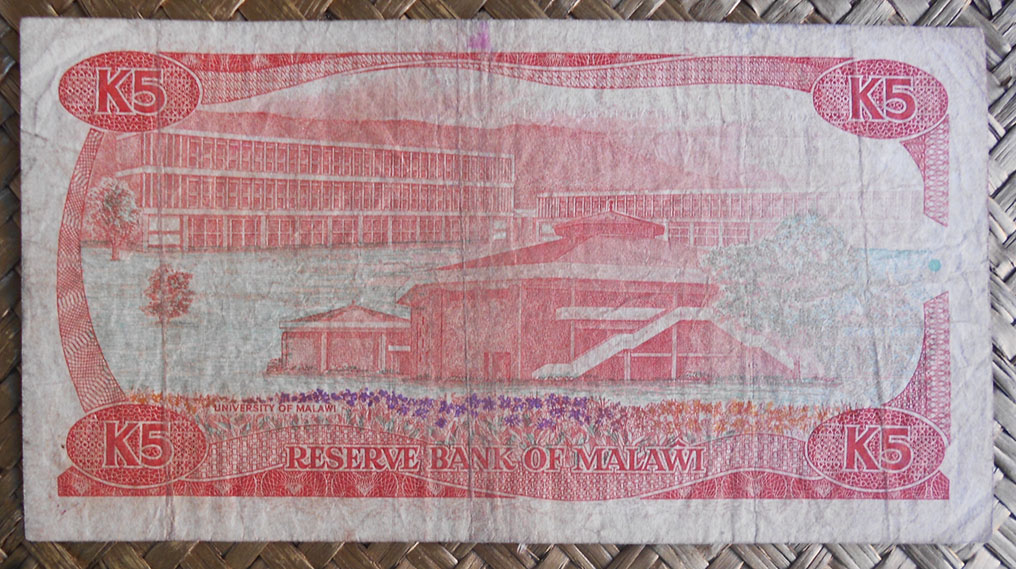 K5 K5
UNIVERSITY OF MALAWI
K5 RESERVE BANK OF MALAŴI K5